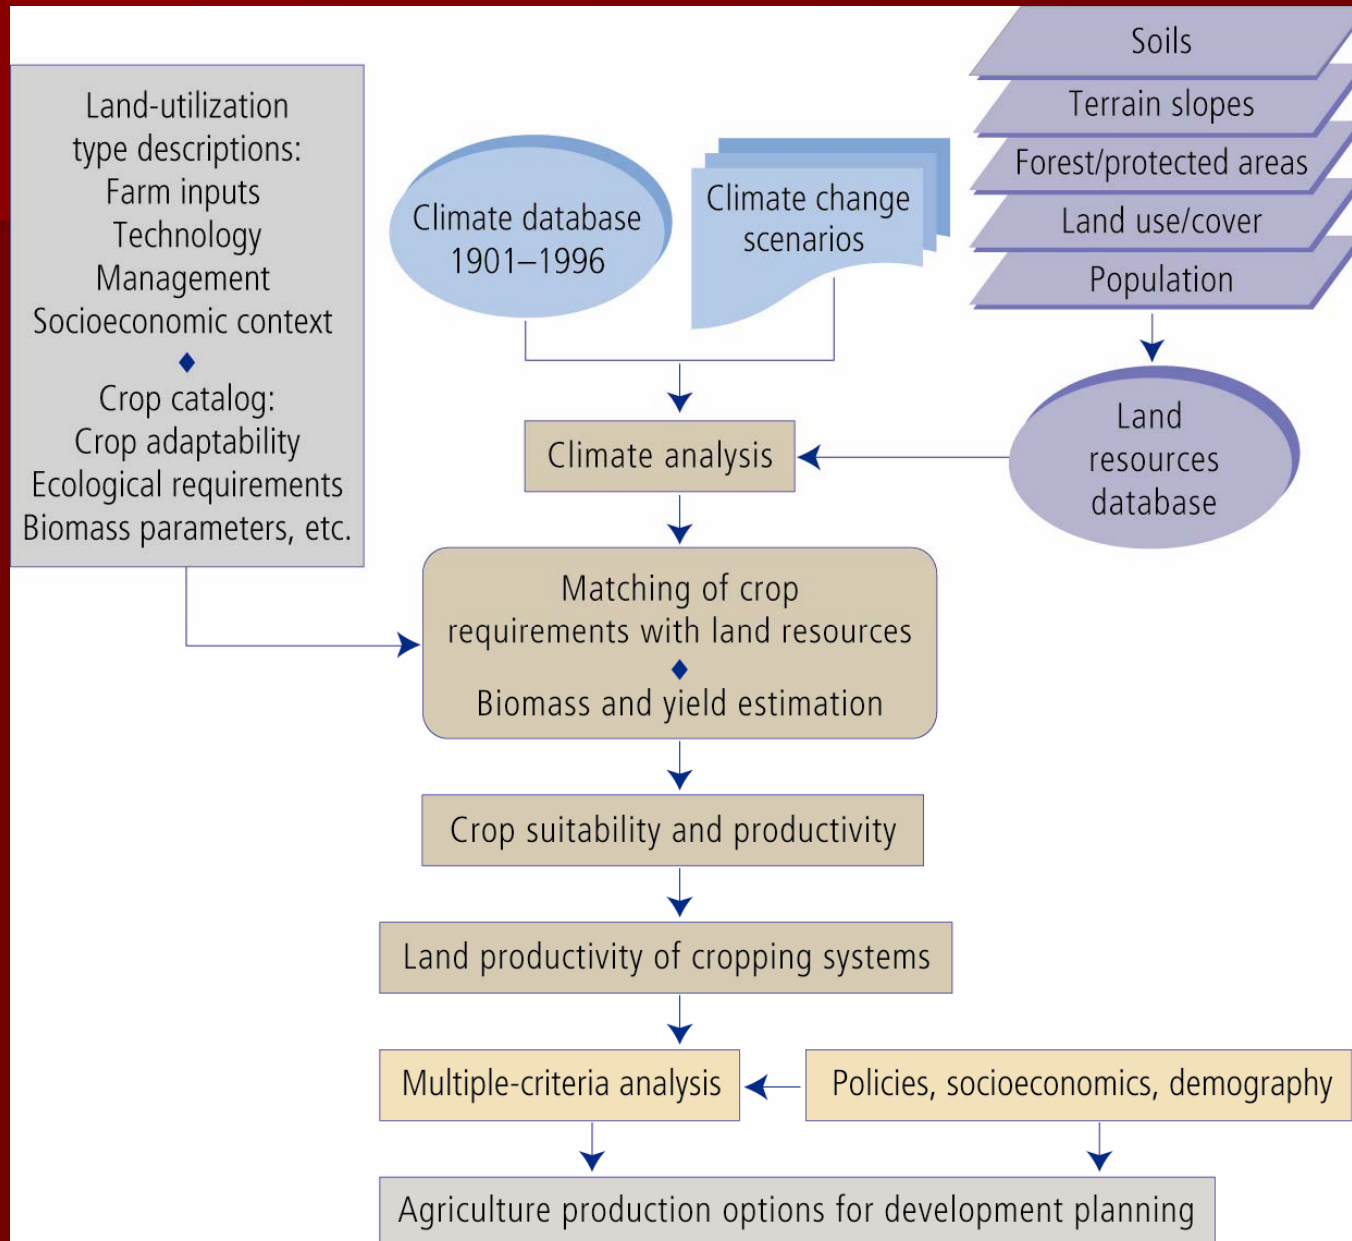 Land-utilization
type descriptions:
Farm inputs
Technology
Management
Socioeconomic context
Crop catalog:
Crop adaptability
Ecological requirements
Biomass parameters, etc.
Climate database
1901–1996
Climate change
scenarios
Soils
Terrain slopes
Forest/protected areas
Land use/cover
Population
Land
resources
database
Climate analysis
Matching of crop
requirements with land resources
Biomass and yield estimation
Crop suitability and productivity
Land productivity of cropping systems
Multiple-criteria analysis
Policies, socioeconomics, demography
Agriculture production options for development planning